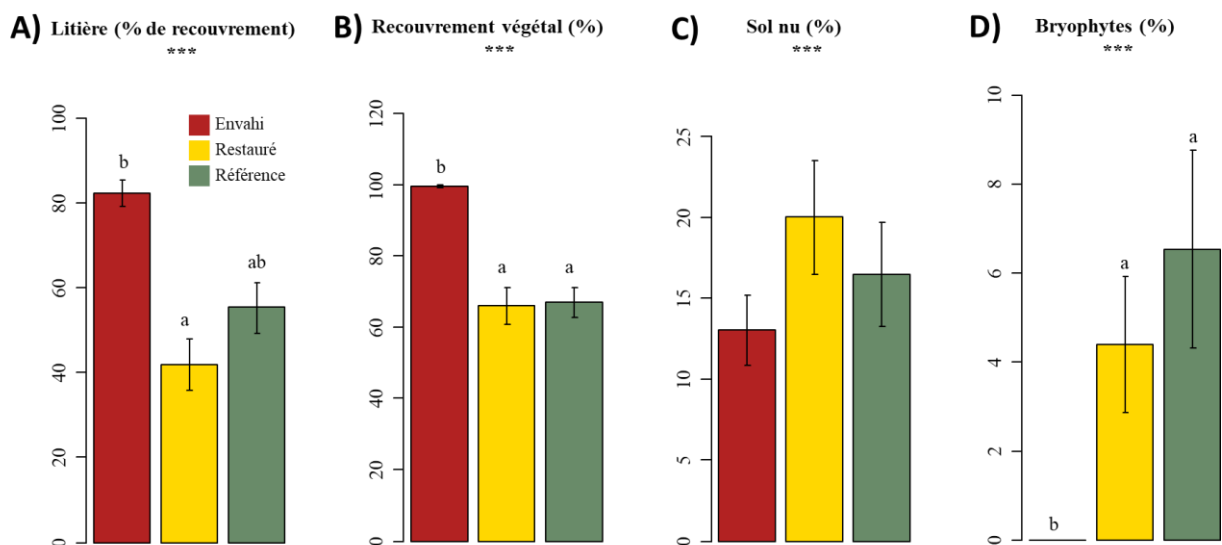 A) Litière (% de recouvrement)
***
100
80
60
40
20
0
b
a
ab
Envahi
Restauré
Référence
B) Recouvrement végétal (%)
***
120
100
80
60
40
20
0
b
a
a
C) Sol nu (%)
***
25
20
15
10
5
0
D) Bryophytes (%)
***
10
8
6
4
2
0
b
a
a